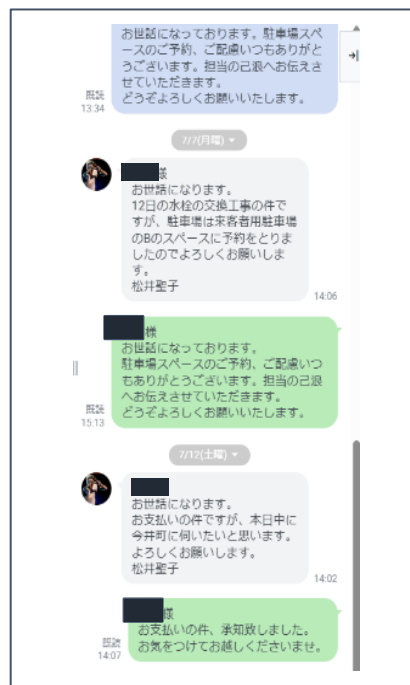 お世話になっております。駐車場スペ
ースのご予約、ご配慮いつもありがと
うございます。担当の己浪へお伝えさ
せていただきます。
どうぞよろしくお願いいたします。
既読
13:34
7/7(月曜)
様
お世話になります。
12日の水栓の交換工事の件で
すが、駐車場は来客者用駐車場
のBのスペースに予約をとりま
したのでよろしくお願いしま
す。
松井聖子
14:06
様
お世話になっております。
駐車場スペースのご予約、ご配慮いつ
もありがとうございます。担当の己浪
へお伝えさせていただきます。
どうぞよろしくお願いいたします。
既読
15:13
7/12(土曜)
お世話になります。
お支払いの件ですが、本日中に
今井町に伺いたいと思います。
よろしくお願いします。
松井聖子
14:02
様
お支払いの件、承知致しました。
お気をつけてお越しくださいませ。
既読
14:07